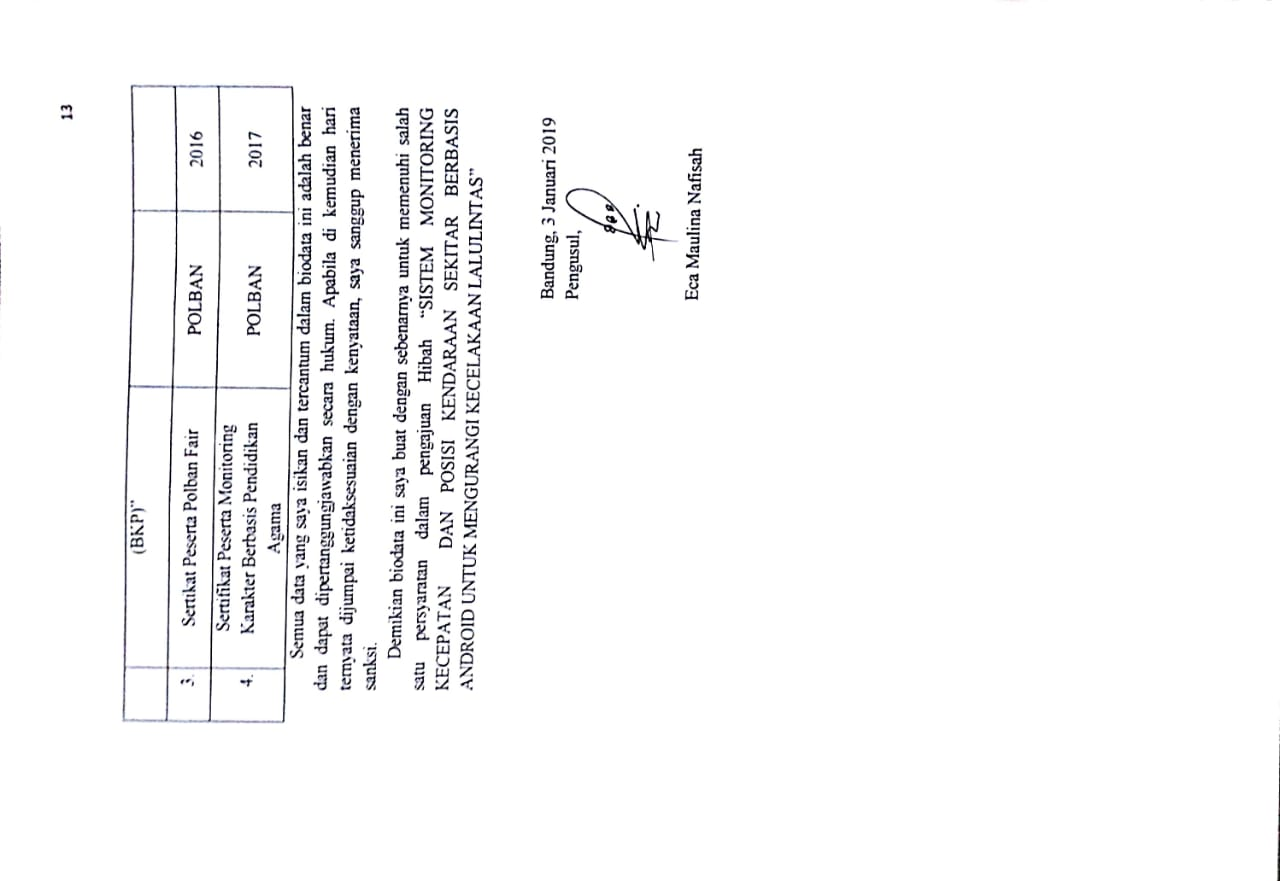 13
(BKP)"
3. Sertikat Peserta Polban Fair POLBAN 2016
Sertifikat Peserta Monitoring
4. Karakter Berbasis Pendidikan POLBAN 2017
Agama
Semua data yang saya isikan dan tercantum dalam biodata ini adalah benar
dan dapat dipertanggungjawabkan secara hukum. Apabila di kemudian hari
ternyata dijumpai ketidaksesuaian dengan kenyataan, saya sanggup menerima
sanksi.
Demikian biodata ini saya buat dengan sebenarnya untuk memenuhi salah
satu persyaratan dalam pengajuan Hibah “SISTEM MONITORING
KECEPATAN DAN POSISI KENDARAAN SEKITAR BERBASIS
ANDROID UNTUK MENGURANGI KECELAKAAN LALULINTAS”
Bandung, 3 Januari 2019
Pengusul,
Eca Maulina Nafisah